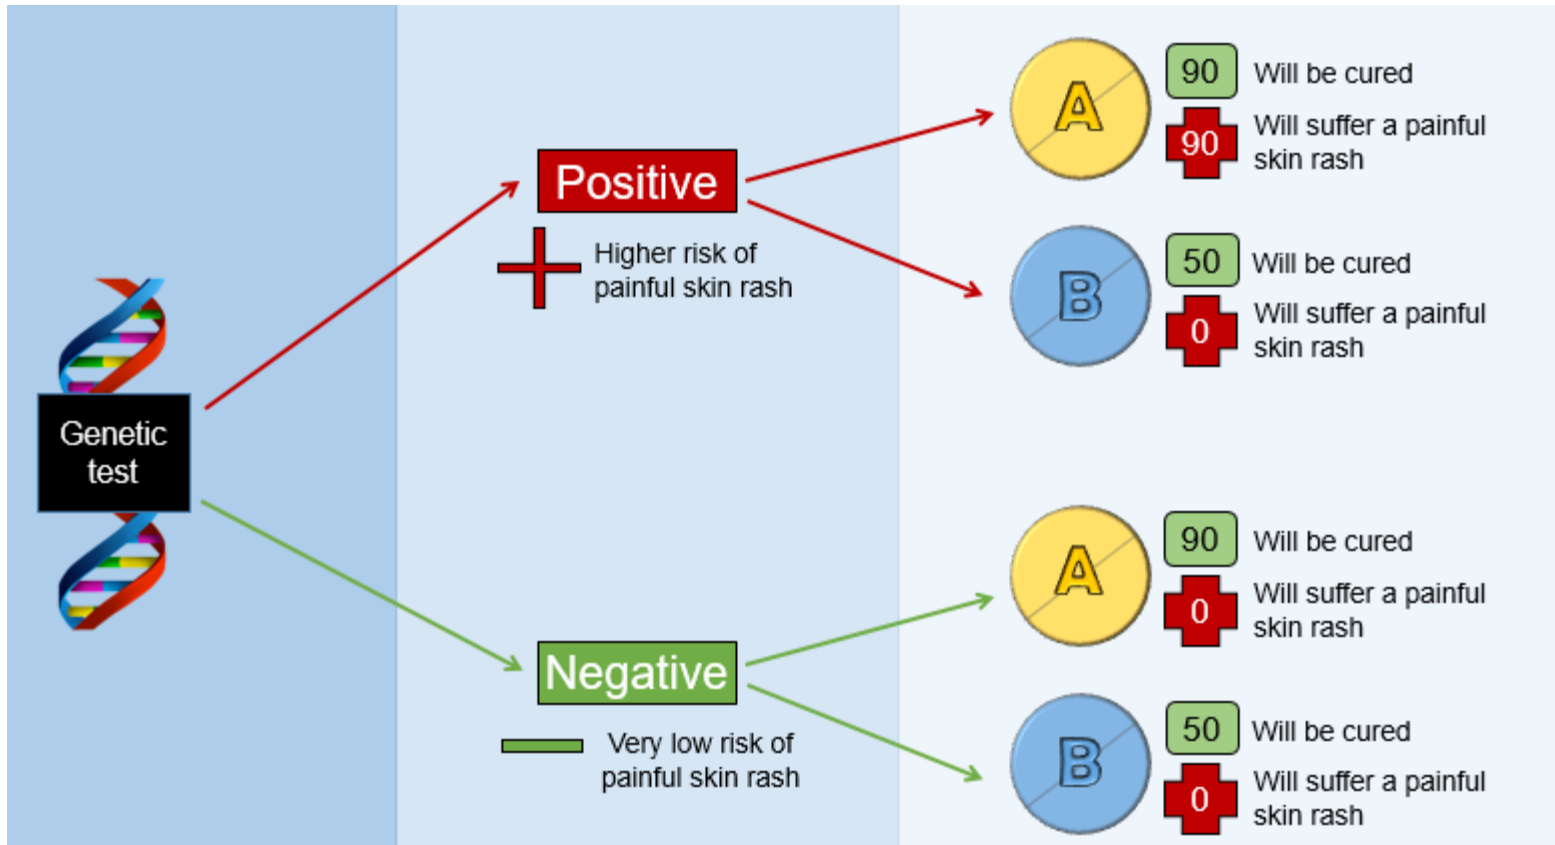 Genetic
test
Positive
Higher risk of
painful skin rash
A
90
Will be cured
90
Will suffer a painful
skin rash
B
50
Will be cured
0
Will suffer a painful
skin rash
Negative
Very low risk of
painful skin rash
A
90
Will be cured
0
Will suffer a painful
skin rash
B
50
Will be cured
0
Will suffer a painful
skin rash